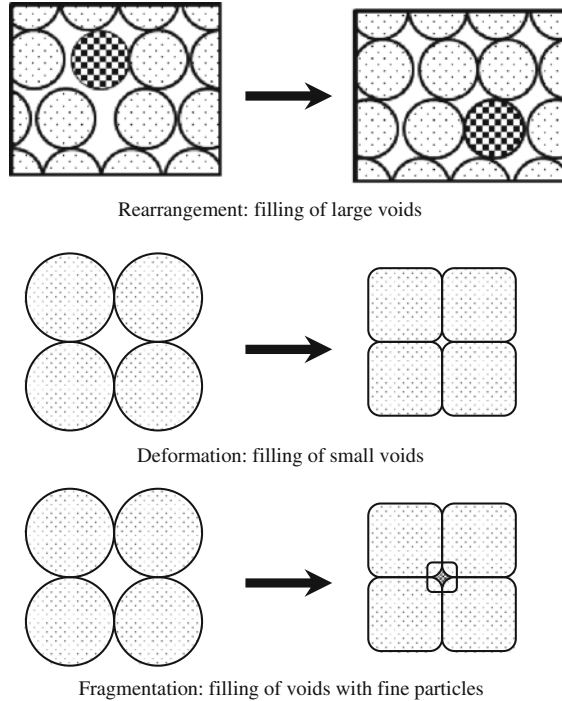 Rearrangement: filling of large voids
Deformation: filling of small voids
Fragmentation: filling of voids with fine particles